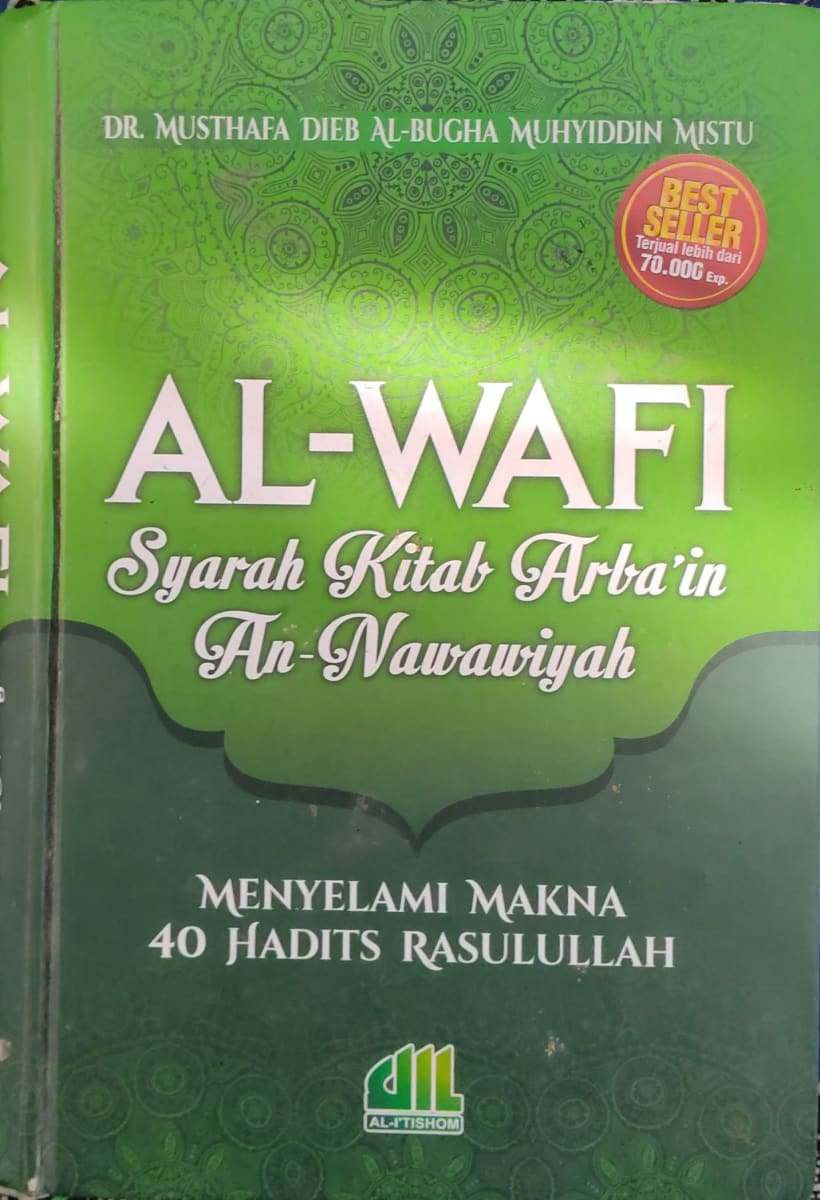 DR. MUSTHAFA DIEB AL-BUGHA MUHYIDDIN MISTU
BEST
SELLER
Terjual lebih dari
70.000 Exp.
AL-WAFI
Syarah Kitab Arba'in
An-Nawawiyah
MENYELAMI MAKNA
40 HADITS RASULULLAH
AL-I'TISHOM